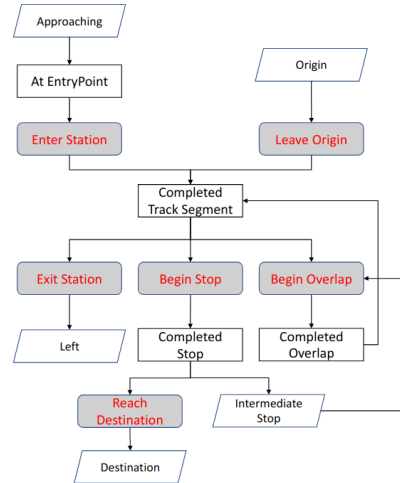 Approaching
Origin
At EntryPoint
Enter Station
Leave Origin
Completed
Track Segment
Exit Station
Begin Stop
Begin Overlap
Left
Completed
Stop
Completed
Overlap
Reach
Destination
Intermediate
Stop
Destination